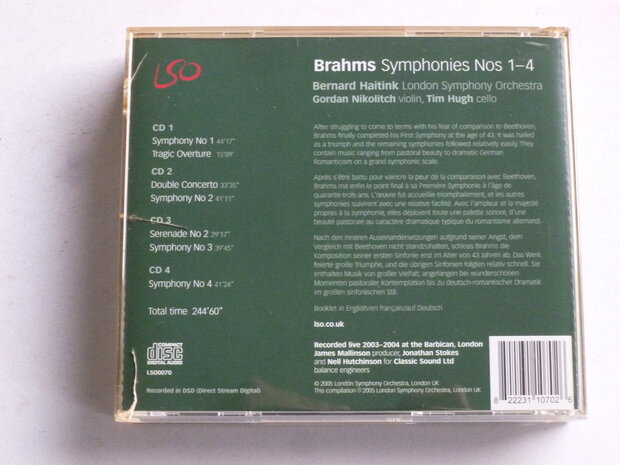 LSO
Brahms Symphonies Nos 1–4
Bernard Haitink London Symphony Orchestra
Gordan Nikolitch violin, Tim Hugh cello
CD 1
Symphony No 1 44'17"
Tragic Overture 15'09"
CD 2
Double Concerto 33'35"
Symphony No 2 41'11"
CD 3
Serenade No 2 29'17"
Symphony No 3 39'45"
CD 4
Symphony No 4 41'24"
Total time 244'60"
COMPACT
disc
DIGITAL AUDIO
LSO0070
Recorded in DSD (Direct Stream Digital)
After struggling to come to terms with his fear of comparison to Beethoven,
Brahms finally completed his First Symphony at the age of 43. It was hailed
as a triumph and the remaining symphonies followed relatively easily. They
contain music ranging from pastoral beauty to dramatic German
Romanticism on a grand symphonic scale.
Après s'être battu pour vaincre la peur de la comparaison avec Beethoven,
Brahms mit enfin le point final à sa Première Symphonie à l'âge de
quarante-trois ans. L'œuvre fut accueillie triomphalement, et les autres
symphonies suivirent avec une relative facilité. Avec l'ampleur et la majesté
propres à la symphonie, elles déploient toute une palette sonore, d'une
beauté pastorale au caractère dramatique typique du romantisme allemand.
Nach den inneren Auseinandersetzungen aufgrund seiner Angst, dem
Vergleich mit Beethoven nicht standzuhalten, schloss Brahms die
Komposition seiner ersten Sinfonie erst im Alter von 43 Jahren ab. Das Werk
feierte große Triumphe, und die übrigen Sinfonien folgten relativ schnell. Sie
enthalten Musik von großer Vielfalt, angefangen bei wunderschönen
Momenten pastoraler Kontemplation bis zu deutsch-romantischer Dramatik
im großen sinfonischen Stil.
Booklet in English/en français/auf Deutsch
lso.co.uk
Recorded live 2003–2004 at the Barbican, London
James Mallinson producer, Jonathan Stokes
and Neil Hutchinson for Classic Sound Ltd
balance engineers
© 2005 London Symphony Orchestra, London UK
This compilation ℗ 2005 London Symphony Orchestra, London UK
8 22231 10702 6